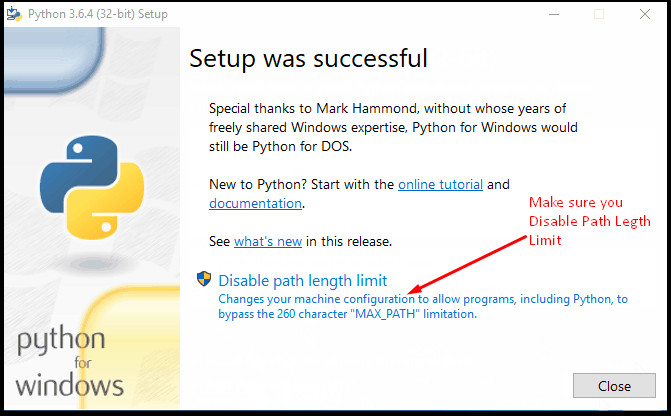 Python 3.6.4 (32-bit) Setup
Setup was successful
Special thanks to Mark Hammond, without whose years of
freely shared Windows expertise, Python for Windows would
still be Python for DOS.
New to Python? Start with the online tutorial and
documentation.
See what's new in this release.
Make sure you
Disable Path Legth
Limit
Disable path length limit
Changes your machine configuration to allow programs, including Python, to
bypass the 260 character "MAX_PATH" limitation.
python
for
windows
Close